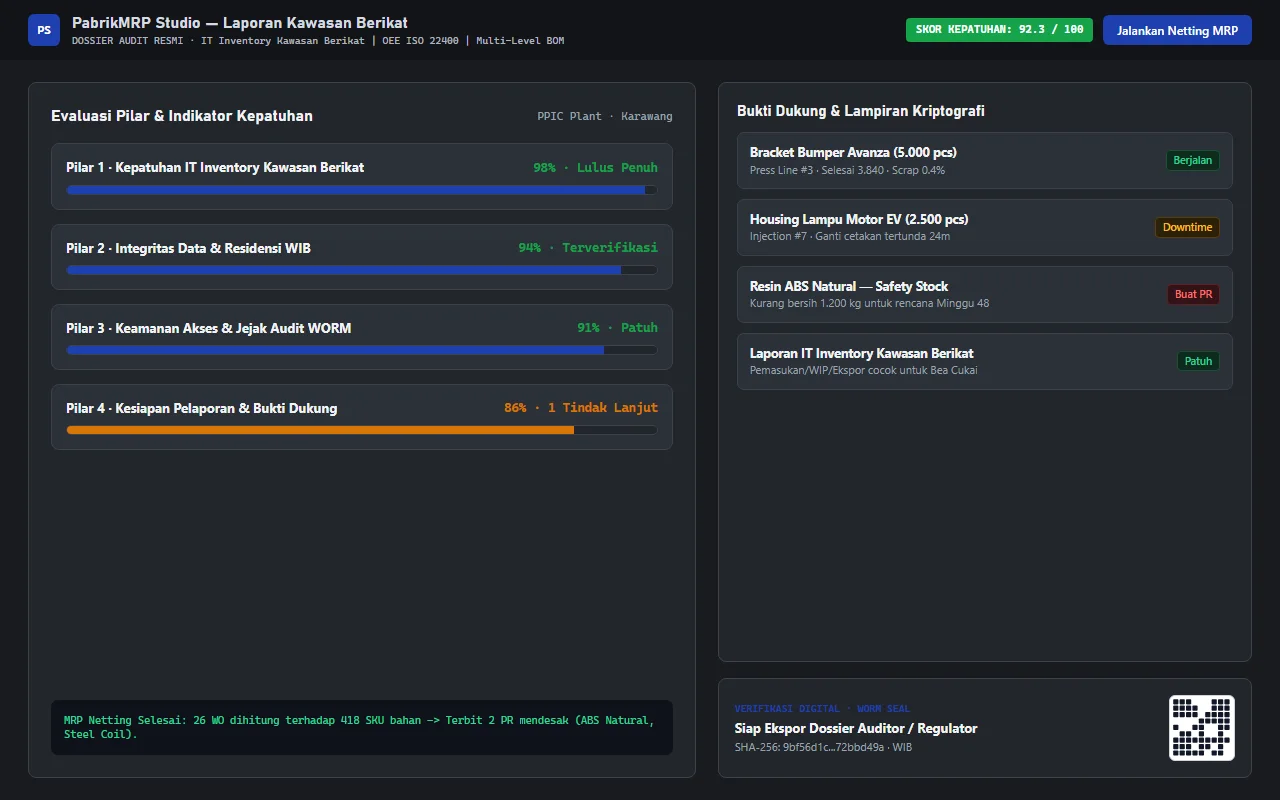 PS
PabrikMRP Studio — Laporan Kawasan Berikat
DOSSIER AUDIT RESMI · IT Inventory Kawasan Berikat | OEE ISO 22400 | Multi-Level BOM
SKOR KEPATUHAN: 92.3 / 100
Jalankan Netting MRP
Evaluasi Pilar & Indikator Kepatuhan
PPIC Plant · Karawang
Pilar 1 · Kepatuhan IT Inventory Kawasan Berikat
98% · Lulus Penuh
Pilar 2 · Integritas Data & Residensi WIB
94% · Terverifikasi
Pilar 3 · Keamanan Akses & Jejak Audit WORM
91% · Patuh
Pilar 4 · Kesiapan Pelaporan & Bukti Dukung
86% · 1 Tindak Lanjut
MRP Netting Selesai: 26 WO dihitung terhadap 418 SKU bahan -> Terbit 2 PR mendesak (ABS Natural,
Steel Coil).
Bukti Dukung & Lampiran Kriptografi
Bracket Bumper Avanza (5.000 pcs)
Press Line #3 · Selesai 3.840 · Scrap 0.4%
Berjalan
Housing Lampu Motor EV (2.500 pcs)
Injection #7 · Ganti cetakan tertunda 24m
Downtime
Resin ABS Natural — Safety Stock
Kurang bersih 1.200 kg untuk rencana Minggu 48
Buat PR
Laporan IT Inventory Kawasan Berikat
Pemasukan/WIP/Ekspor cocok untuk Bea Cukai
Patuh
VERIFIKASI DIGITAL · WORM SEAL
Siap Ekspor Dossier Auditor / Regulator
SHA-256: 9bf56d1c…72bbd49a · WIB